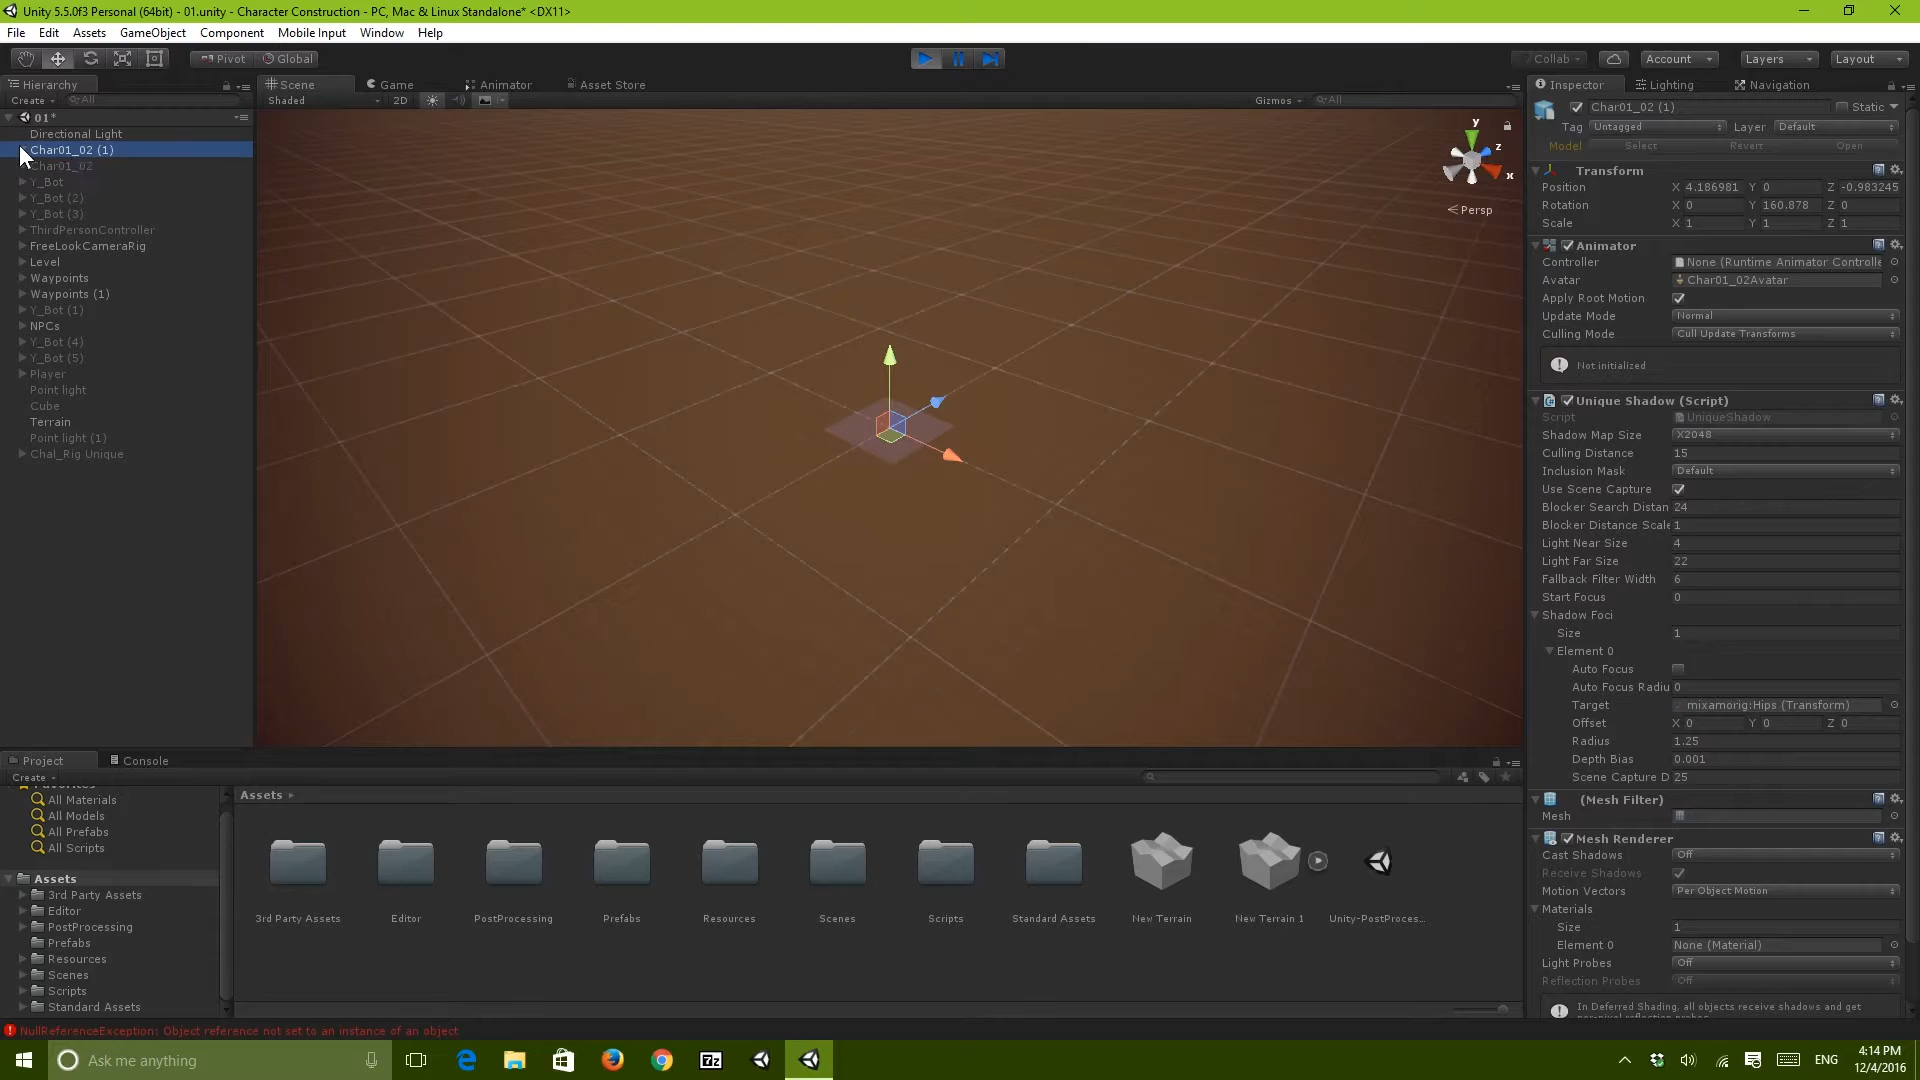 Unity 5.5.0f3 Personal (64bit) - 01.unity - Character Construction - PC, Mac & Linux Standalone* <DX11>
File Edit Assets GameObject Component Mobile Input Window Help
Pivot Global Collab Account Layers Layout
Hierarchy
Create All
01*
Directional Light
Char01_02 (1)
Char01_02
Y_Bot
Y_Bot (2)
Y_Bot (3)
ThirdPersonController
FreeLookCameraRig
Level
Waypoints
Waypoints (1)
Y_Bot (1)
NPCs
Y_Bot (4)
Y_Bot (5)
Player
Point light
Cube
Terrain
Point light (1)
Chal_Rig Unique
Scene Game Animator Asset Store
Shaded 2D Gizmos All
y
z
x
Persp
Inspector Lighting Navigation
Char01_02 (1) Static
Tag Untagged Layer Default
Model Select Revert Open
Transform
Position X 4.186981 Y 0 Z -0.983245
Rotation X 0 Y 160.878 Z 0
Scale X 1 Y 1 Z 1
Animator
Controller None (Runtime Animator Controlle
Avatar Char01_02Avatar
Apply Root Motion
Update Mode Normal
Culling Mode Cull Update Transforms
Not initialized
Unique Shadow (Script)
Script UniqueShadow
Shadow Map Size X2048
Culling Distance 15
Inclusion Mask Default
Use Scene Capture
Blocker Search Distan 24
Blocker Distance Scale 1
Light Near Size 4
Light Far Size 22
Fallback Filter Width 6
Start Focus 0
Shadow Foci
Size 1
Element 0
Auto Focus
Auto Focus Radiu 0
Target mixamorig:Hips (Transform)
Offset X 0 Y 0 Z 0
Radius 1.25
Depth Bias 0.001
Scene Capture D 25
(Mesh Filter)
Mesh
Mesh Renderer
Cast Shadows Off
Receive Shadows
Motion Vectors Per Object Motion
Materials
Size 1
Element 0 None (Material)
Light Probes Off
Reflection Probes Off
In Deferred Shading, all objects receive shadows and get
Project Console
Create
Favorites
All Materials
All Models
All Prefabs
All Scripts
Assets
3rd Party Assets
Editor
PostProcessing
Prefabs
Resources
Scenes
Scripts
Standard Assets
Assets
3rd Party Assets Editor PostProcessing Prefabs Resources Scenes Scripts Standard Assets New Terrain New Terrain 1 Unity-PostProces...
NullReferenceException: Object reference not set to an instance of an object
Ask me anything
7z
ENG
4:14 PM
12/4/2016